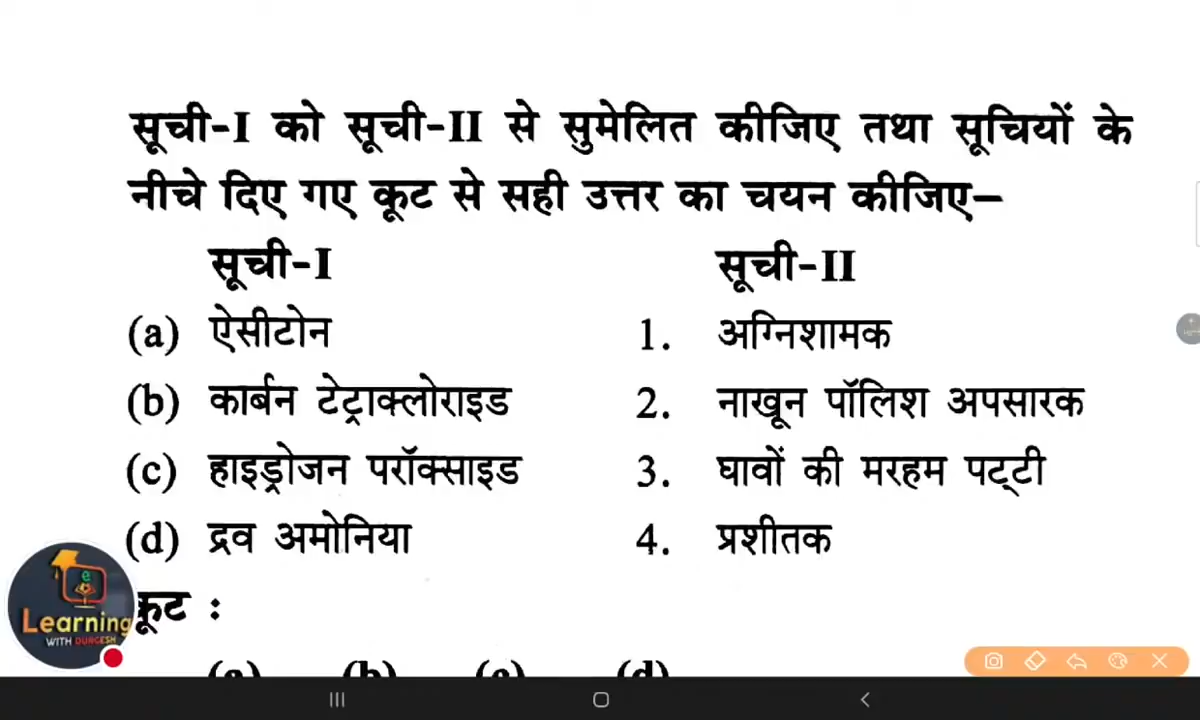 सूची-I को सूची-II से सुमेलित कीजिए तथा सूचियों के
नीचे दिए गए कूट से सही उत्तर का चयन कीजिए–
सूची-I सूची-II
(a) ऐसीटोन 1. अग्निशामक
(b) कार्बन टेट्राक्लोराइड 2. नाखून पॉलिश अपसारक
(c) हाइड्रोजन परॉक्साइड 3. घावों की मरहम पट्टी
(d) द्रव अमोनिया 4. प्रशीतक
कूट :
(a) (b) (c) (d)
e
Learning
WITH DURGESH